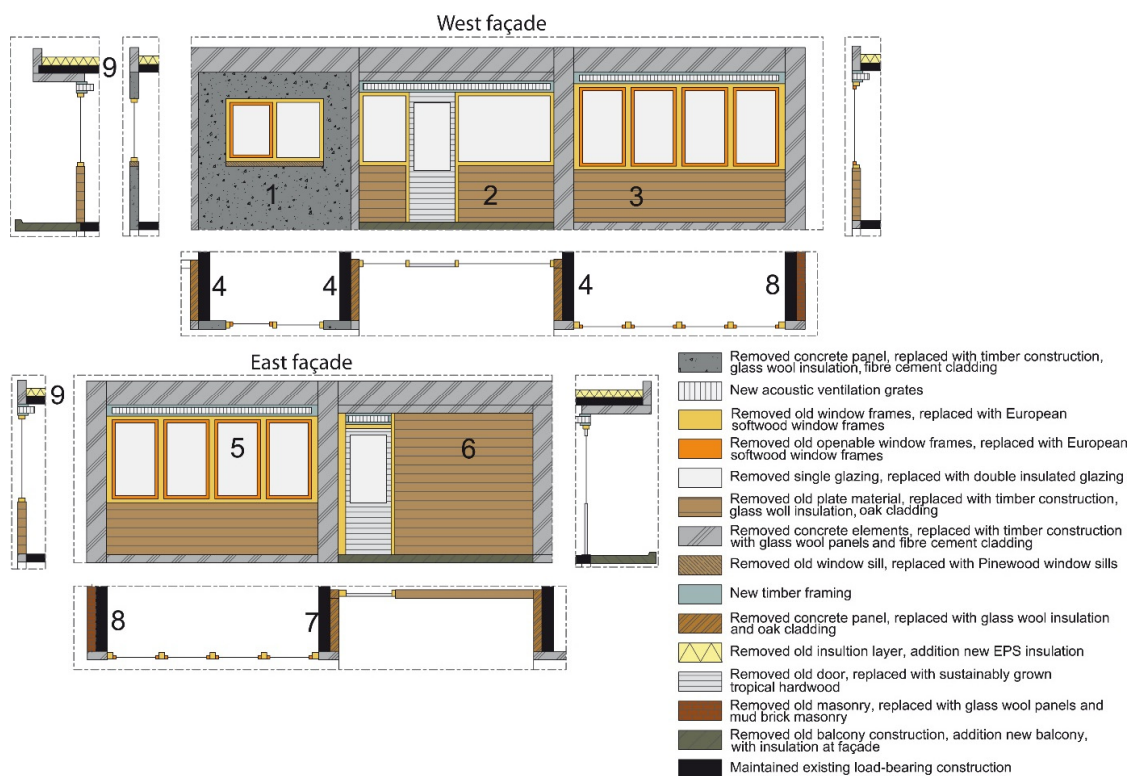 West façade
9
1
2
3
4
4
4
8
East façade
9
5
6
8
7
Removed concrete panel, replaced with timber construction,
glass wool insulation, fibre cement cladding
New acoustic ventilation grates
Removed old window frames, replaced with European
softwood window frames
Removed old openable window frames, replaced with European
softwood window frames
Removed single glazing, replaced with double insulated glazing
Removed old plate material, replaced with timber construction,
glass woll insulation, oak cladding
Removed concrete elements, replaced with timber construction
with glass wool panels and fibre cement cladding
Removed old window sill, replaced with Pinewood window sills
New timber framing
Removed concrete panel, replaced with glass wool insulation
and oak cladding
Removed old insultion layer, addition new EPS insulation
Removed old door, replaced with sustainably grown
tropical hardwood
Removed old masonry, replaced with glass wool panels and
mud brick masonry
Removed old balcony construction, addition new balcony,
with insulation at façade
Maintained existing load-bearing construction